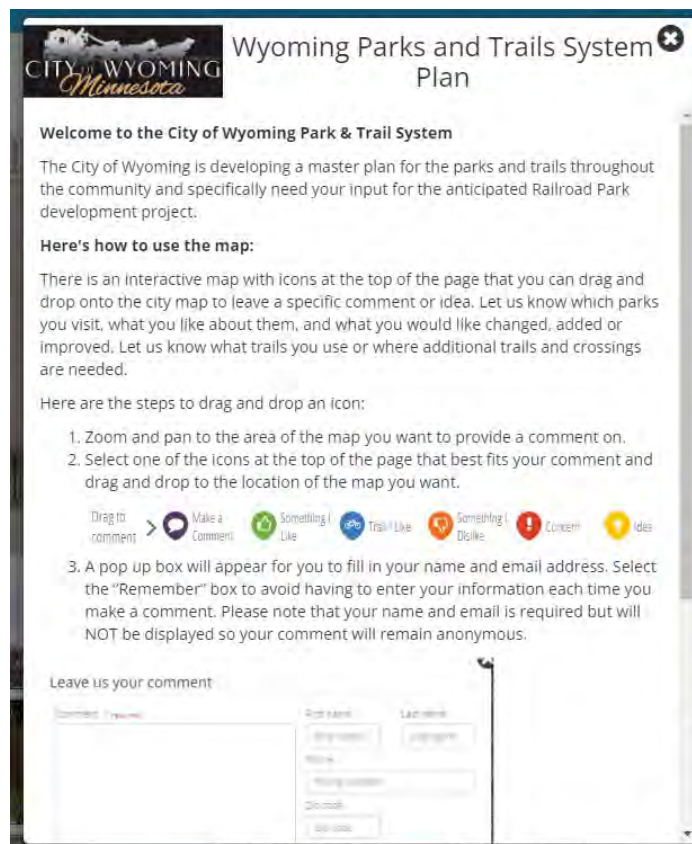 CITY OF WYOMING
Minnesota
Wyoming Parks and Trails System
Plan
Welcome to the City of Wyoming Park & Trail System
The City of Wyoming is developing a master plan for the parks and trails throughout
the community and specifically need your input for the anticipated Railroad Park
development project.
Here's how to use the map:
There is an interactive map with icons at the top of the page that you can drag and
drop onto the city map to leave a specific comment or idea. Let us know which parks
you visit, what you like about them, and what you would like changed, added or
improved. Let us know what trails you use or where additional trails and crossings
are needed.
Here are the steps to drag and drop an icon:
1. Zoom and pan to the area of the map you want to provide a comment on.
2. Select one of the icons at the top of the page that best fits your comment and
drag and drop to the location of the map you want.
Drag to
comment
Make a
Comment
Something I
Like
Trail I Like
Something I
Dislike
Concern
Idea
3. A pop up box will appear for you to fill in your name and email address. Select
the "Remember" box to avoid having to enter your information each time you
make a comment. Please note that your name and email is required but will
NOT be displayed so your comment will remain anonymous.
Leave us your comment
First name
Last name
Zip code